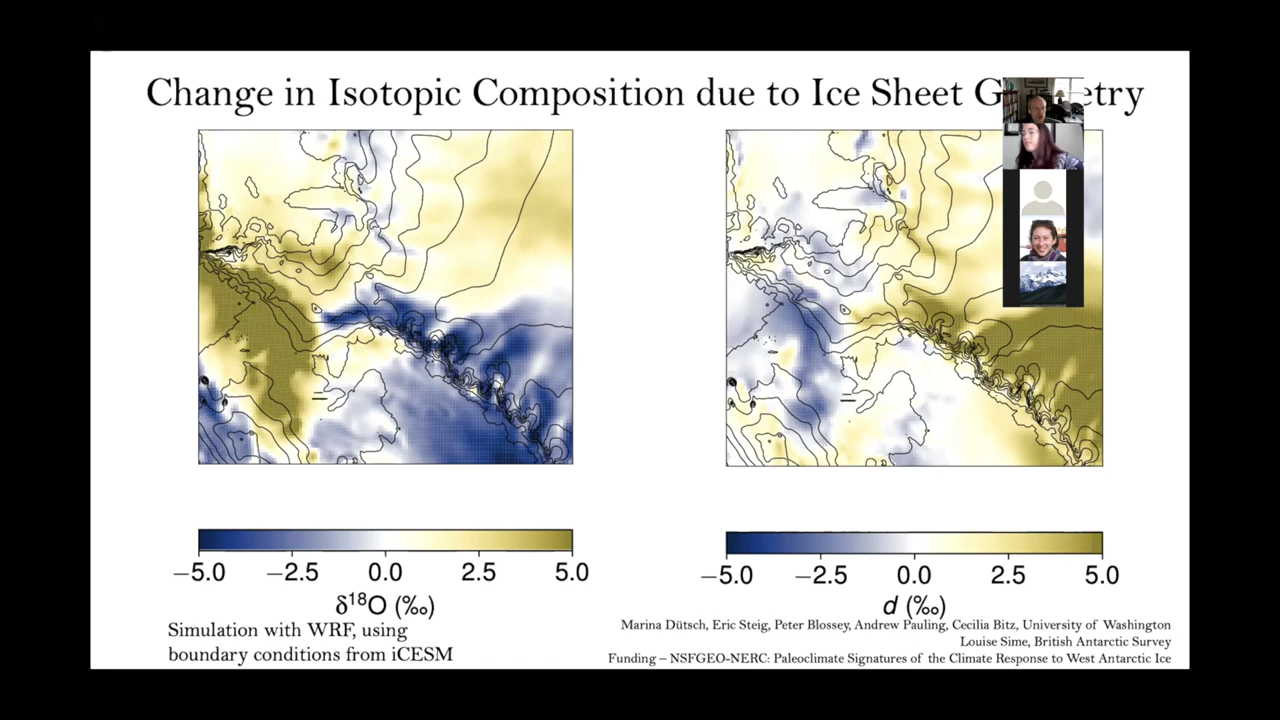 Change in Isotopic Composition due to Ice Sheet G etry
−5.0 −2.5 0.0 2.5 5.0
δ¹⁸O (‰)
−5.0 −2.5 0.0 2.5 5.0
d (‰)
Simulation with WRF, using
boundary conditions from iCESM
Marina Dütsch, Eric Steig, Peter Blossey, Andrew Pauling, Cecilia Bitz, University of Washington
Louise Sime, British Antarctic Survey
Funding – NSFGEO-NERC: Paleoclimate Signatures of the Climate Response to West Antarctic Ice